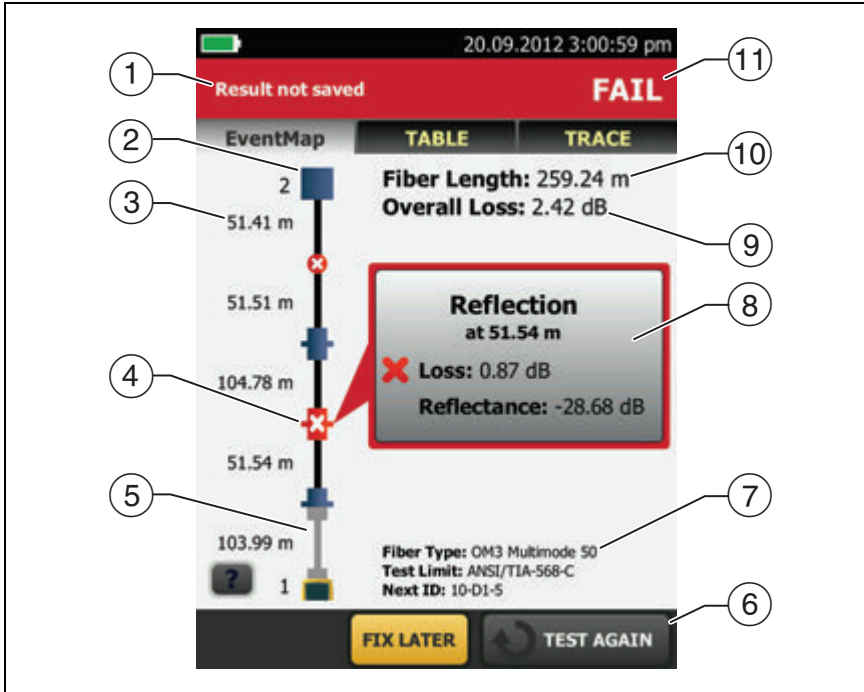 20.09.2012 3:00:59 pm
1
Result not saved
FAIL
11
EventMap
TABLE
TRACE
2
2
Fiber Length: 259.24 m
10
Overall Loss: 2.42 dB
9
3
51.41 m
51.51 m
Reflection
at 51.54 m
8
Loss: 0.87 dB
Reflectance: -28.68 dB
4
104.78 m
51.54 m
5
103.99 m
7
Fiber Type: OM3 Multimode 50
Test Limit: ANSI/TIA-568-C
Next ID: 10-D1-5
?
1
6
FIX LATER
TEST AGAIN